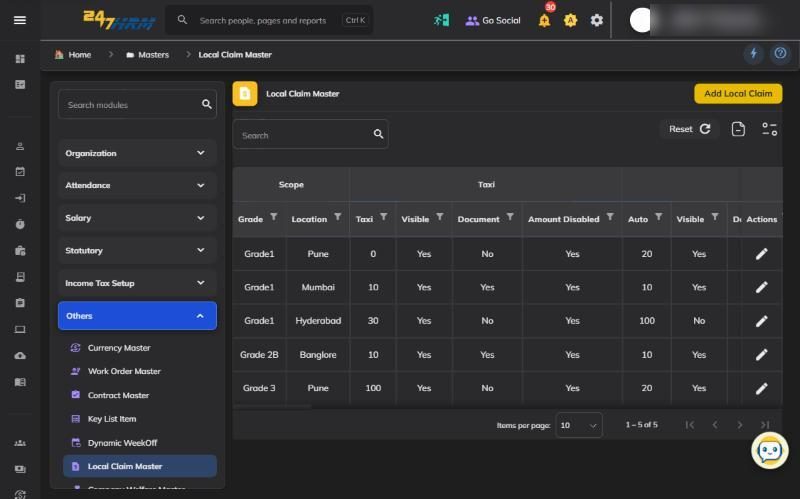 247HRM Search people, pages and reports Ctrl K Go Social 30 A
Home Masters Local Claim Master
Search modules
Organization
Attendance
Salary
Statutory
Income Tax Setup
Others
Currency Master
Work Order Master
Contract Master
Key List Item
Dynamic WeekOff
Local Claim Master
Local Claim Master Add Local Claim
Search Reset
Scope Taxi
Grade Location Taxi Visible Document Amount Disabled Auto Visible Actions
Grade1 Pune 0 Yes No Yes 20 Yes
Grade1 Mumbai 10 Yes Yes Yes 10 Yes
Grade1 Hyderabad 30 Yes No Yes 100 No
Grade 2B Banglore 10 Yes Yes Yes 10 Yes
Grade 3 Pune 100 Yes No Yes 20 Yes
Items per page: 10 1 – 5 of 5